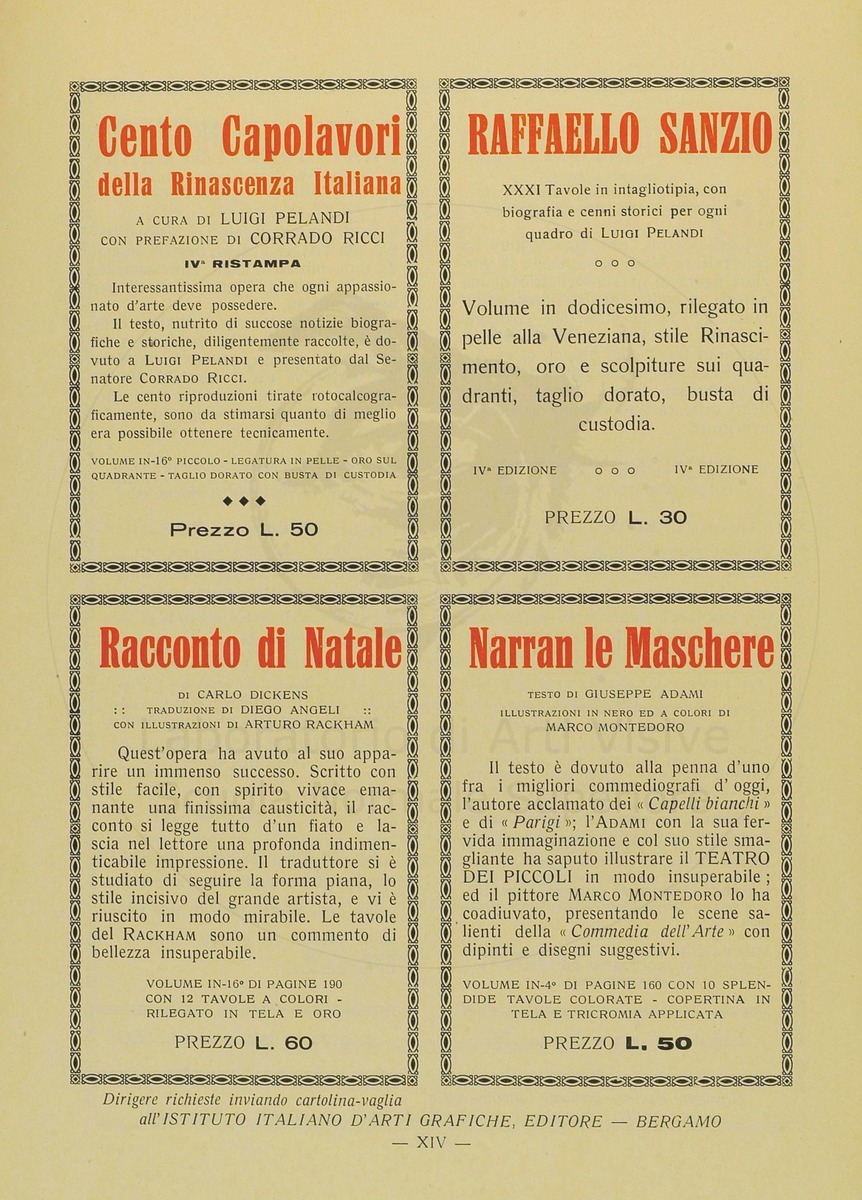 Cento Capolavori
della Rinascenza Italiana
A CURA DI LUIGI PELANDI
CON PREFAZIONE DI CORRADO RICCI
IVª RISTAMPA
Interessantissima opera che ogni appassio-
nato d'arte deve possedere.
Il testo, nutrito di succose notizie biogra-
fiche e storiche, diligentemente raccolte, è do-
vuto a LUIGI PELANDI e presentato dal Se-
natore CORRADO RICCI.
Le cento riproduzioni tirate rotocalcogra-
ficamente, sono da stimarsi quanto di meglio
era possibile ottenere tecnicamente.
VOLUME IN-16º PICCOLO - LEGATURA IN PELLE - ORO SUL
QUADRANTE - TAGLIO DORATO CON BUSTA DI CUSTODIA
◆ ◆ ◆
Prezzo L. 50
RAFFAELLO SANZIO
XXXI Tavole in intagliotipia, con
biografia e cenni storici per ogni
quadro di LUIGI PELANDI
o o o
Volume in dodicesimo, rilegato in
pelle alla Veneziana, stile Rinasci-
mento, oro e scolpiture sui qua-
dranti, taglio dorato, busta di
custodia.
IVª EDIZIONE o o o IVª EDIZIONE
PREZZO L. 30
Racconto di Natale
DI CARLO DICKENS
:: TRADUZIONE DI DIEGO ANGELI ::
CON ILLUSTRAZIONI DI ARTURO RACKHAM
Quest'opera ha avuto al suo appa-
rire un immenso successo. Scritto con
stile facile, con spirito vivace ema-
nante una finissima causticità, il rac-
conto si legge tutto d'un fiato e la-
scia nel lettore una profonda indimen-
ticabile impressione. Il traduttore si è
studiato di seguire la forma piana, lo
stile incisivo del grande artista, e vi è
riuscito in modo mirabile. Le tavole
del RACKHAM sono un commento di
bellezza insuperabile.
VOLUME IN-16º DI PAGINE 190
CON 12 TAVOLE A COLORI -
RILEGATO IN TELA E ORO
PREZZO L. 60
Narran le Maschere
TESTO DI GIUSEPPE ADAMI
ILLUSTRAZIONI IN NERO ED A COLORI DI
MARCO MONTEDORO
Il testo è dovuto alla penna d'uno
fra i migliori commediografi d' oggi,
l'autore acclamato dei « Capelli bianchi »
e di « Parigi »; l'ADAMI con la sua fer-
vida immaginazione e col suo stile sma-
gliante ha saputo illustrare il TEATRO
DEI PICCOLI in modo insuperabile ;
ed il pittore MARCO MONTEDORO lo ha
coadiuvato, presentando le scene sa-
lienti della « Commedia dell'Arte » con
dipinti e disegni suggestivi.
VOLUME IN-4º DI PAGINE 160 CON 10 SPLEN-
DIDE TAVOLE COLORATE - COPERTINA IN
TELA E TRICROMIA APPLICATA
PREZZO L. 50
Dirigere richieste inviando cartolina-vaglia
all'ISTITUTO ITALIANO D'ARTI GRAFICHE, EDITORE — BERGAMO
— XIV —